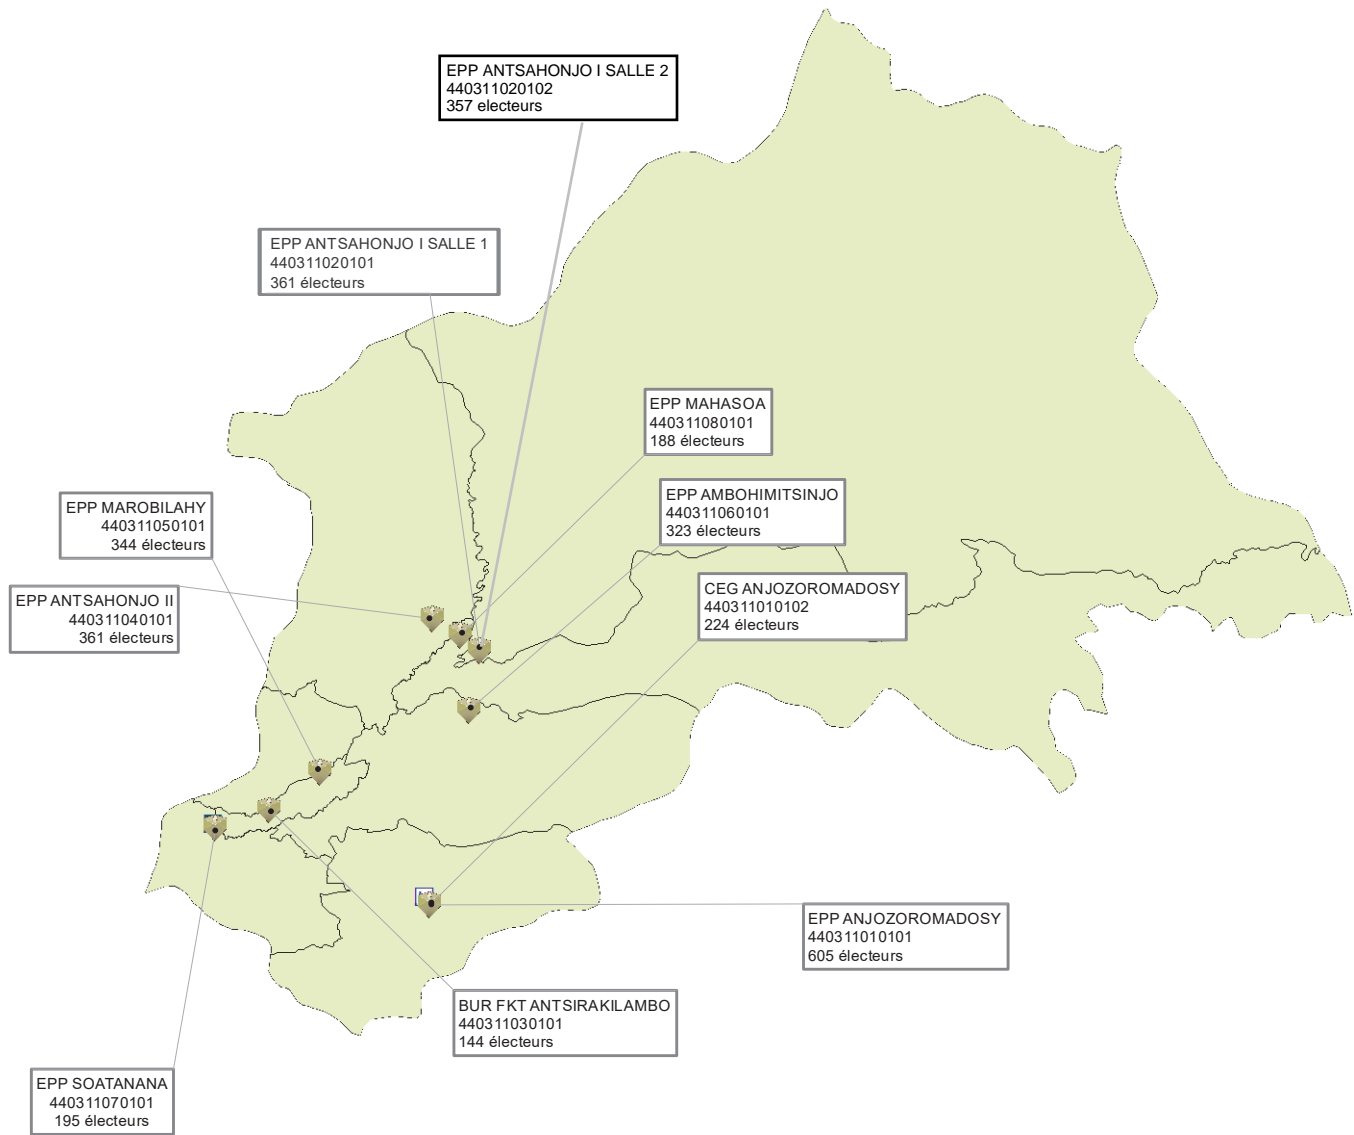 EPP ANTSAHONJO I SALLE 2
440311020102
357 electeurs
EPP ANTSAHONJO I SALLE 1
440311020101
361 électeurs
EPP MAHASOA
440311080101
188 électeurs
EPP AMBOHIMITSINJO
440311060101
323 électeurs
EPP MAROBILAHY
440311050101
344 électeurs
CEG ANJOZOROMADOSY
440311010102
224 électeurs
EPP ANTSAHONJO II
440311040101
361 électeurs
EPP ANJOZOROMADOSY
440311010101
605 électeurs
BUR FKT ANTSIRAKILAMBO
440311030101
144 électeurs
EPP SOATANANA
440311070101
195 électeurs